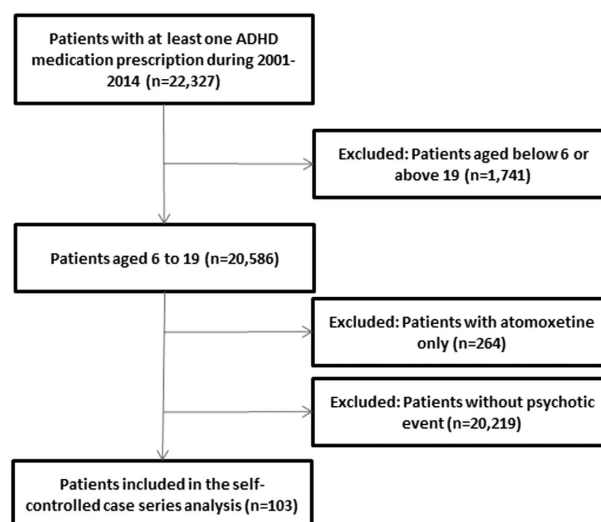 Patients with at least one ADHD
medication prescription during 2001-
2014 (n=22,327)
Excluded: Patients aged below 6 or
above 19 (n=1,741)
Patients aged 6 to 19 (n=20,586)
Excluded: Patients with atomoxetine
only (n=264)
Excluded: Patients without psychotic
event (n=20,219)
Patients included in the self-
controlled case series analysis (n=103)